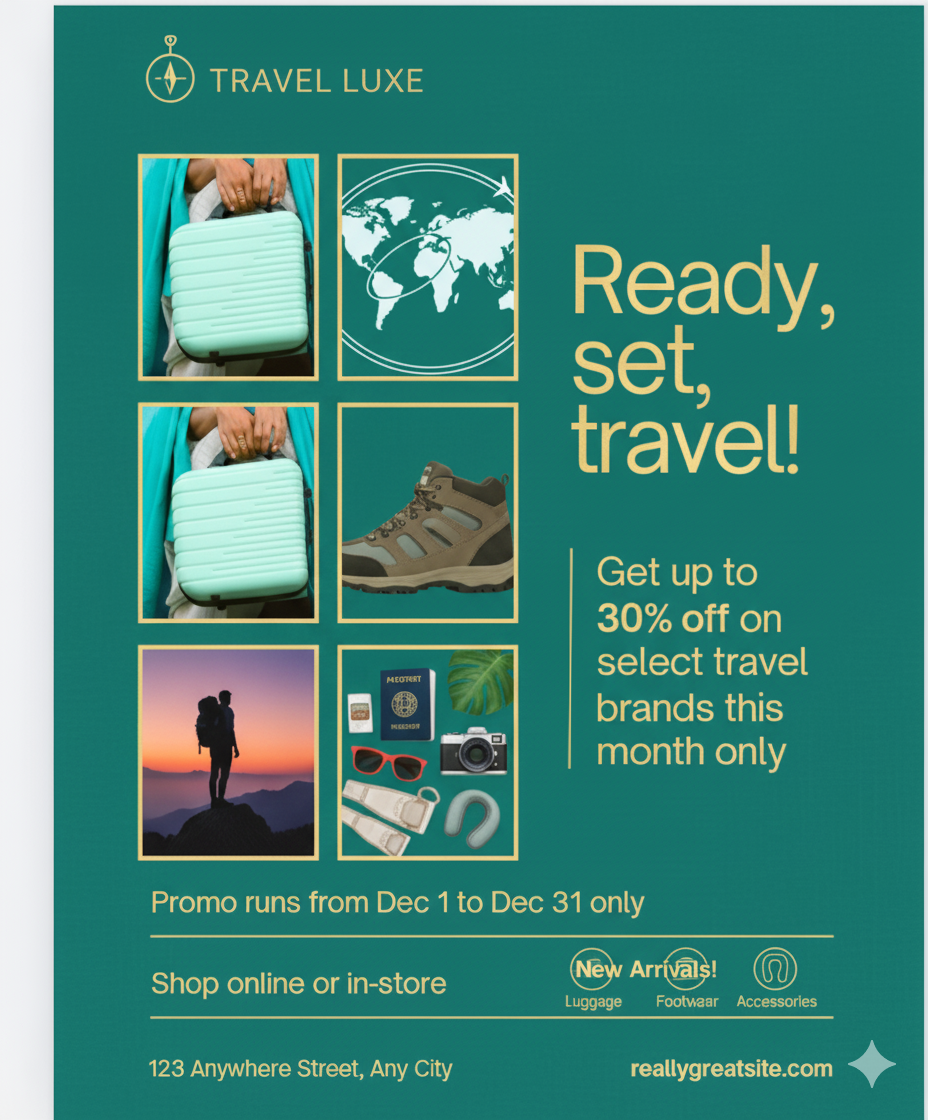 TRAVEL LUXE
Ready,
set,
travel!
Get up to
30% off on
select travel
brands this
month only
Promo runs from Dec 1 to Dec 31 only
Shop online or in-store
New Arrivals!
Luggage
Footwaar
Accessories
123 Anywhere Street, Any City
reallygreatsite.com